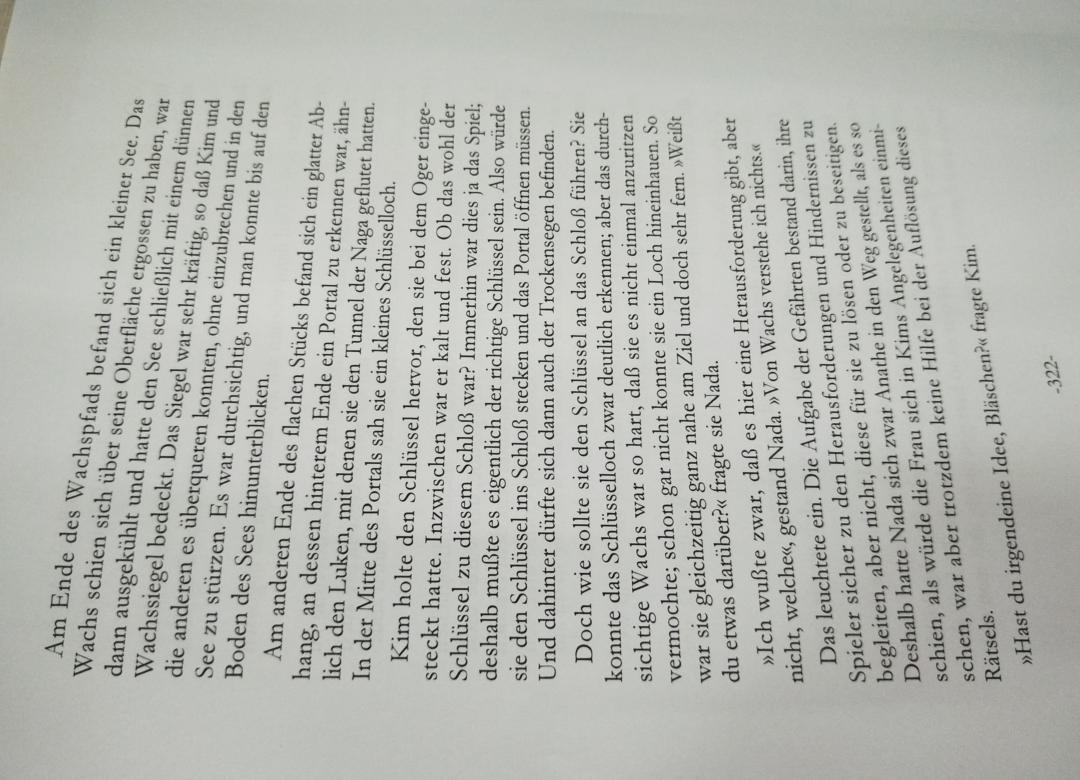 Am Ende des Wachspfads befand sich ein kleiner See. Das
Wachs schien sich über seine Oberfläche ergossen zu haben, war
dann ausgekühlt und hatte den See schließlich mit einem dünnen
Wachssiegel bedeckt. Das Siegel war sehr kräftig, so daß Kim und
die anderen es überqueren konnten, ohne einzubrechen und in den
See zu stürzen. Es war durchsichtig, und man konnte bis auf den
Boden des Sees hinunterblicken.
Am anderen Ende des flachen Stücks befand sich ein glatter Ab-
hang, an dessen hinterem Ende ein Portal zu erkennen war, ähn-
lich den Luken, mit denen sie den Tunnel der Naga geflutet hatten.
In der Mitte des Portals sah sie ein kleines Schlüsselloch.
Kim holte den Schlüssel hervor, den sie bei dem Oger einge-
steckt hatte. Inzwischen war er kalt und fest. Ob das wohl der
Schlüssel zu diesem Schloß war? Immerhin war dies ja das Spiel;
deshalb mußte es eigentlich der richtige Schlüssel sein. Also würde
sie den Schlüssel ins Schloß stecken und das Portal öffnen müssen.
Und dahinter dürfte sich dann auch der Trockensegen befinden.
Doch wie sollte sie den Schlüssel an das Schloß führen? Sie
konnte das Schlüsselloch zwar deutlich erkennen; aber das durch-
sichtige Wachs war so hart, daß sie es nicht einmal anzuritzen
vermochte; schon gar nicht konnte sie ein Loch hineinhauen. So
war sie gleichzeitig ganz nahe am Ziel und doch sehr fern. »Weißt
du etwas darüber?« fragte sie Nada.
»Ich wußte zwar, daß es hier eine Herausforderung gibt, aber
nicht, welche«, gestand Nada. »Von Wachs verstehe ich nichts.«
Das leuchtete ein. Die Aufgabe der Gefährten bestand darin, ihre
Spieler sicher zu den Herausforderungen und Hindernissen zu
begleiten, aber nicht, diese für sie zu lösen oder zu beseitigen.
Deshalb hatte Nada sich zwar Anathe in den Weg gestellt, als es so
schien, als würde die Frau sich in Kims Angelegenheiten einmi-
schen, war aber trotzdem keine Hilfe bei der Auflösung dieses
Rätsels.
»Hast du irgendeine Idee, Bläschen?« fragte Kim.
-322-